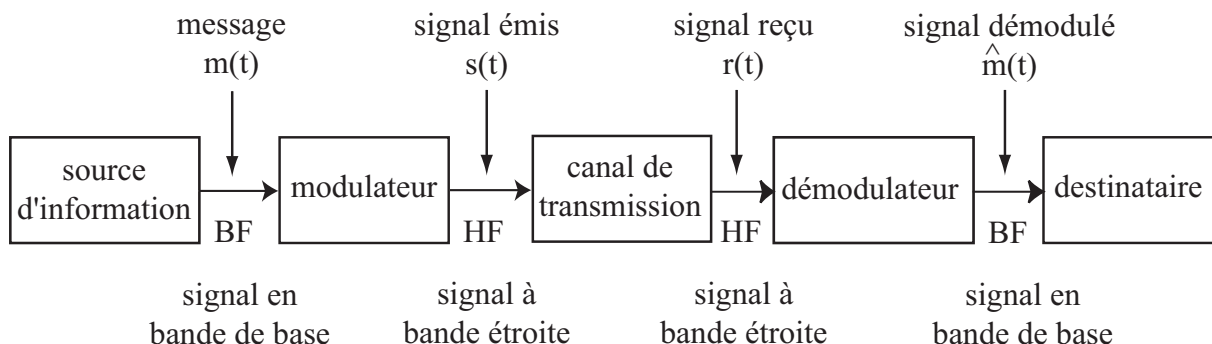 message
m(t)
signal émis
s(t)
signal reçu
r(t)
signal démodulé
m̂(t)
source
d'information
BF
modulateur
HF
canal de
transmission
HF
démodulateur
BF
destinataire
signal en
bande de base
signal à
bande étroite
signal à
bande étroite
signal en
bande de base